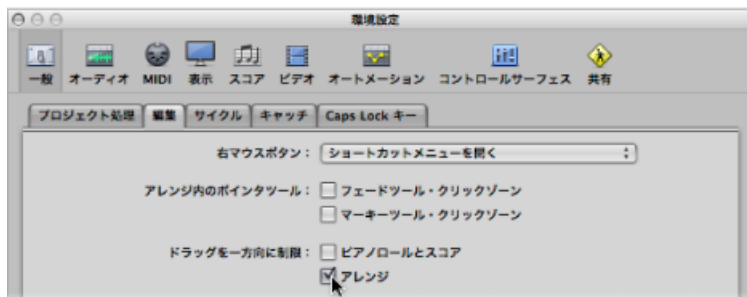 環境設定
一般 オーディオ MIDI 表示 スコア ビデオ オートメーション コントロールサーフェス 共有
プロジェクト処理 編集 サイクル キャッチ Caps Lock キー
右マウスボタン： ショートカットメニューを開く
アレンジ内のポインタツール： フェードツール・クリックゾーン
マーキーツール・クリックゾーン
ドラッグを一方向に制限： ピアノロールとスコア
アレンジ